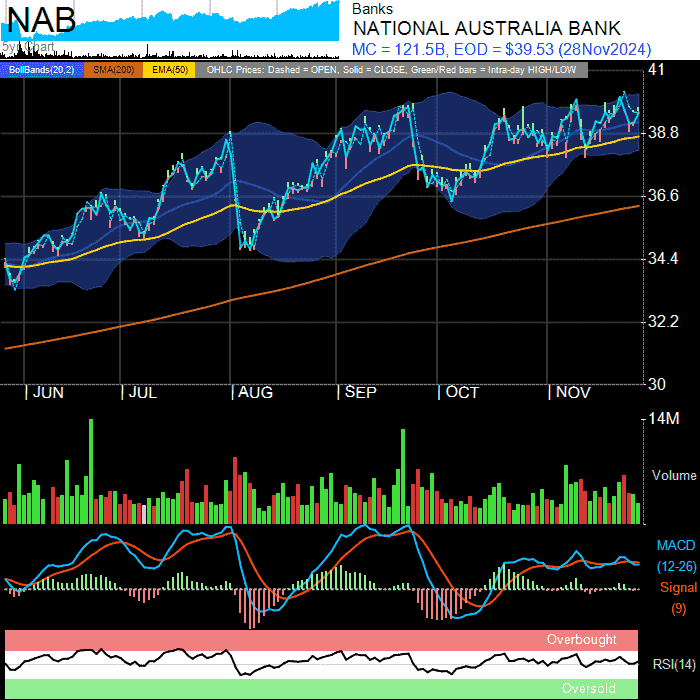 NAB
5yr Chart
Banks
NATIONAL AUSTRALIA BANK
MC = 121.5B, EOD = $39.53 (28Nov2024)
BollBands(20,2) SMA(200) EMA(50) OHLC Prices: Dashed = OPEN, Solid = CLOSE, Green/Red bars = Intra-day HIGH/LOW
41
38.8
36.6
34.4
32.2
30
JUN JUL AUG SEP OCT NOV
14M
Volume
MACD
(12-26)
Signal
(9)
Overbought
RSI(14)
Oversold